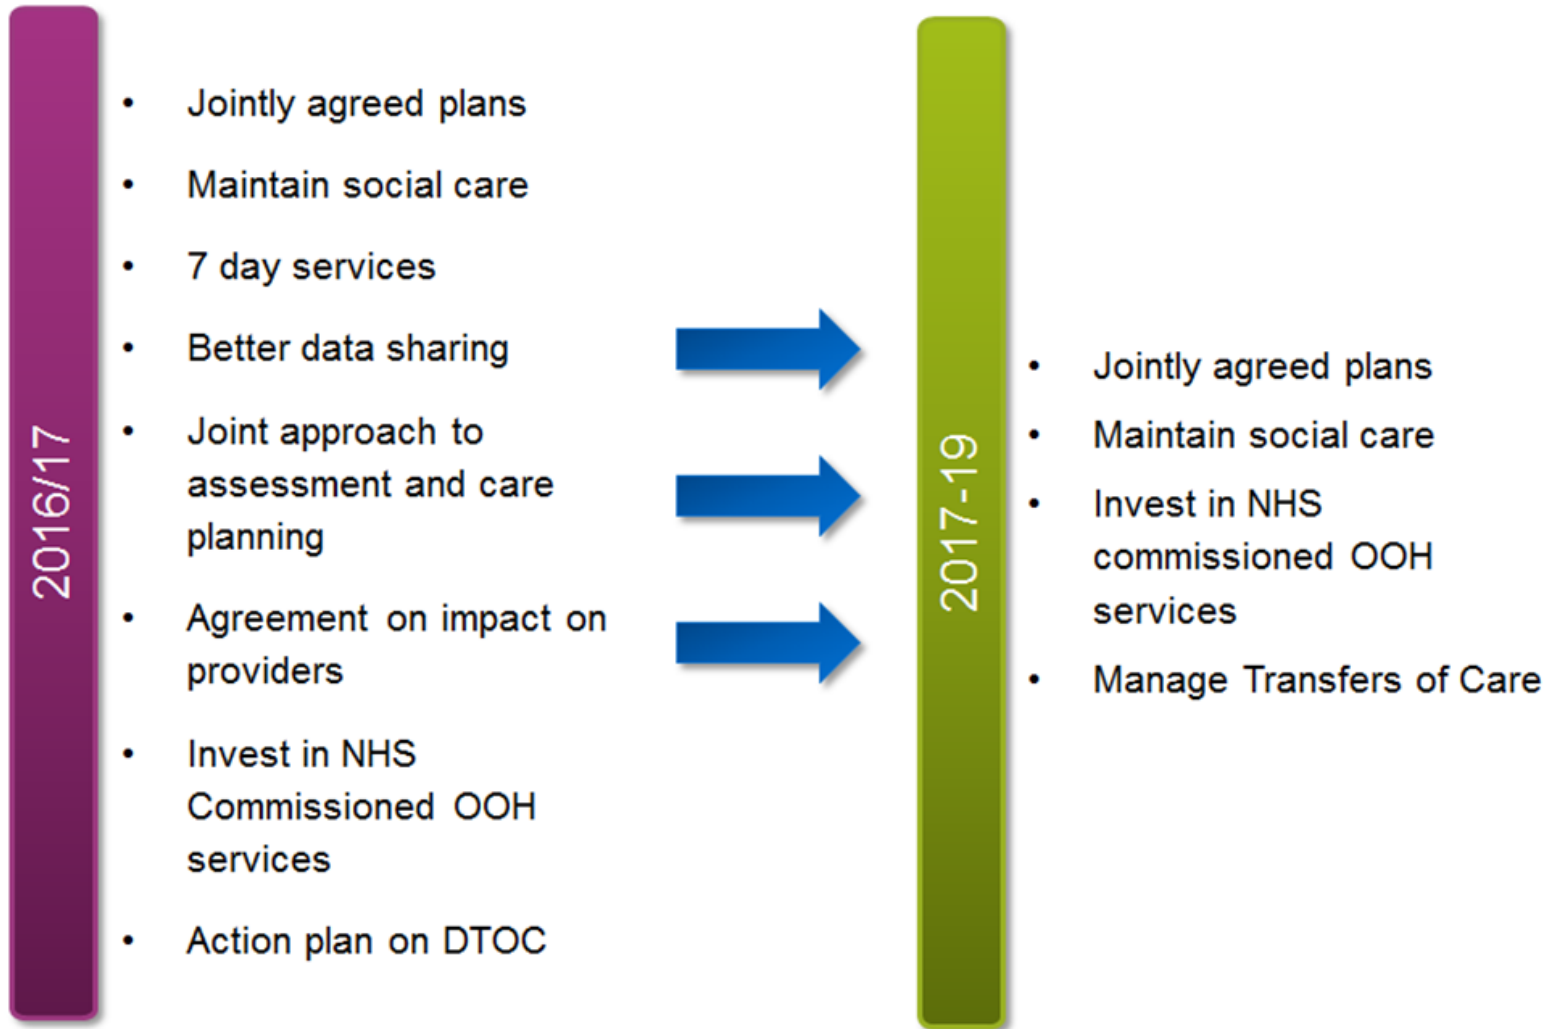 2016/17
• Jointly agreed plans
• Maintain social care
• 7 day services
• Better data sharing
• Joint approach to
assessment and care
planning
• Agreement on impact on
providers
• Invest in NHS
Commissioned OOH
services
• Action plan on DTOC
2017-19
• Jointly agreed plans
• Maintain social care
• Invest in NHS
commissioned OOH
services
• Manage Transfers of Care